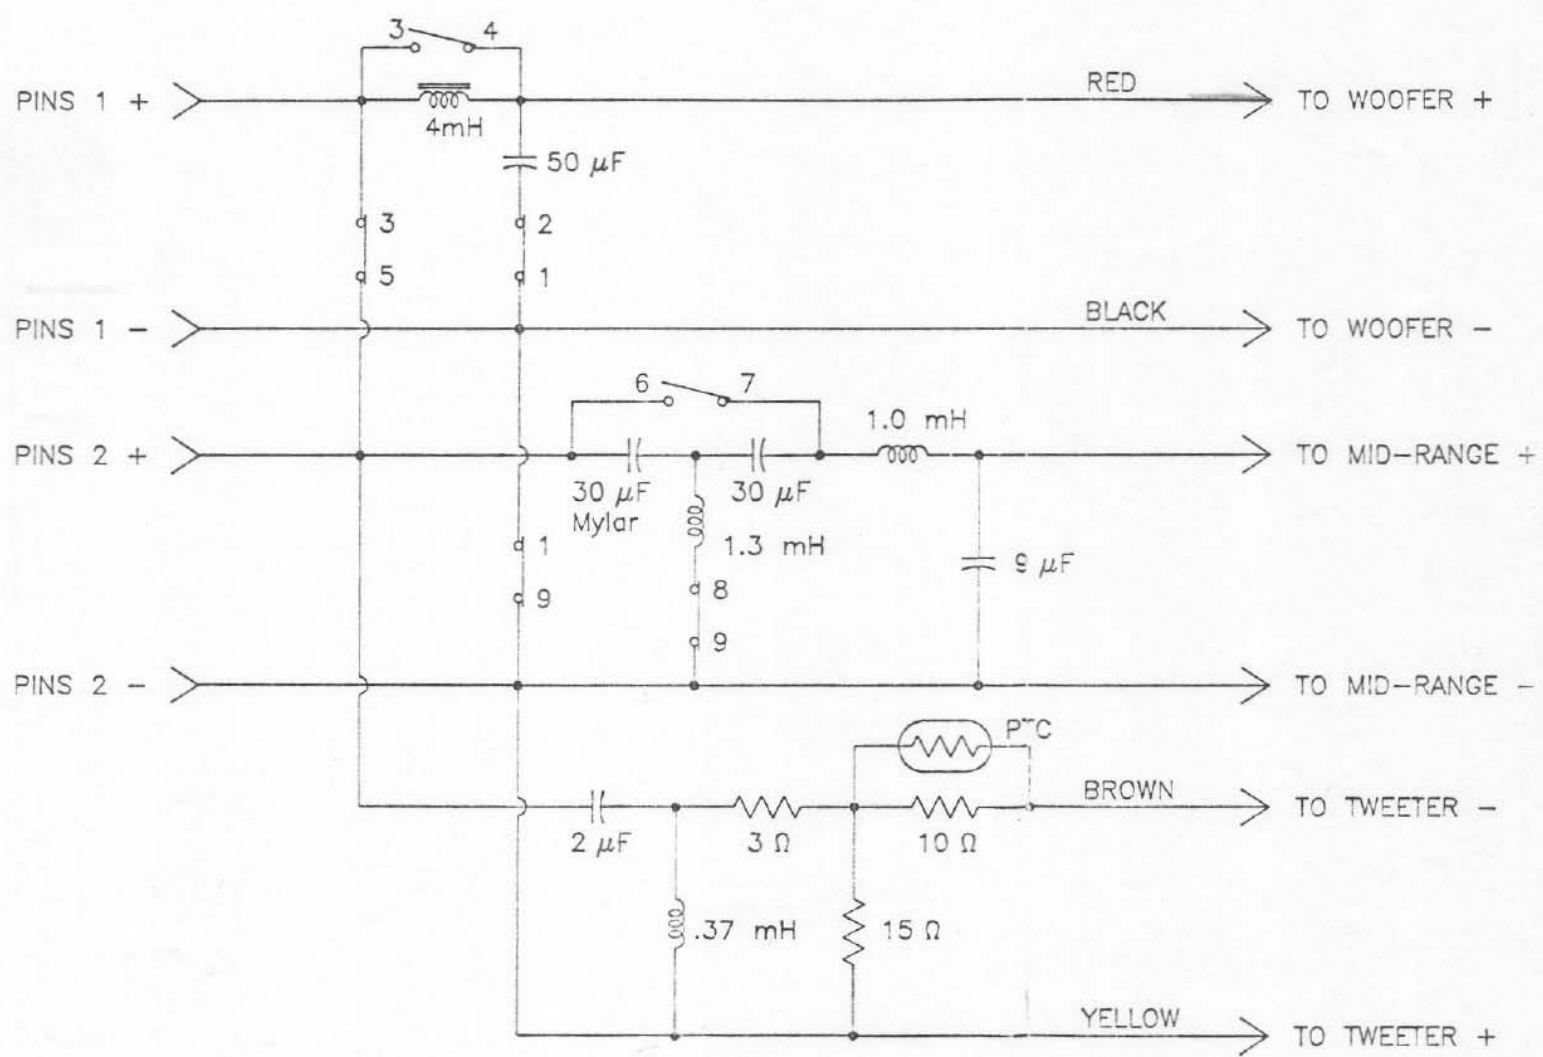 3 4
PINS 1 +
RED
TO WOOFER +
4mH
50 µF
3
2
5
1
PINS 1 -
BLACK
TO WOOFER -
6 7
1.0 mH
PINS 2 +
TO MID-RANGE +
30 µF
Mylar
30 µF
1
1.3 mH
9 µF
9
8
9
PINS 2 -
TO MID-RANGE -
PTC
BROWN
TO TWEETER -
2 µF
3 Ω
10 Ω
.37 mH
15 Ω
YELLOW
TO TWEETER +